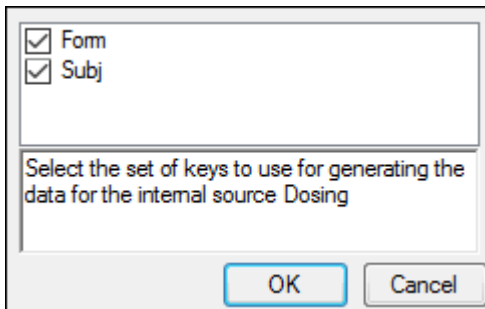 Form
Subj
Select the set of keys to use for generating the
data for the internal source Dosing
OK Cancel